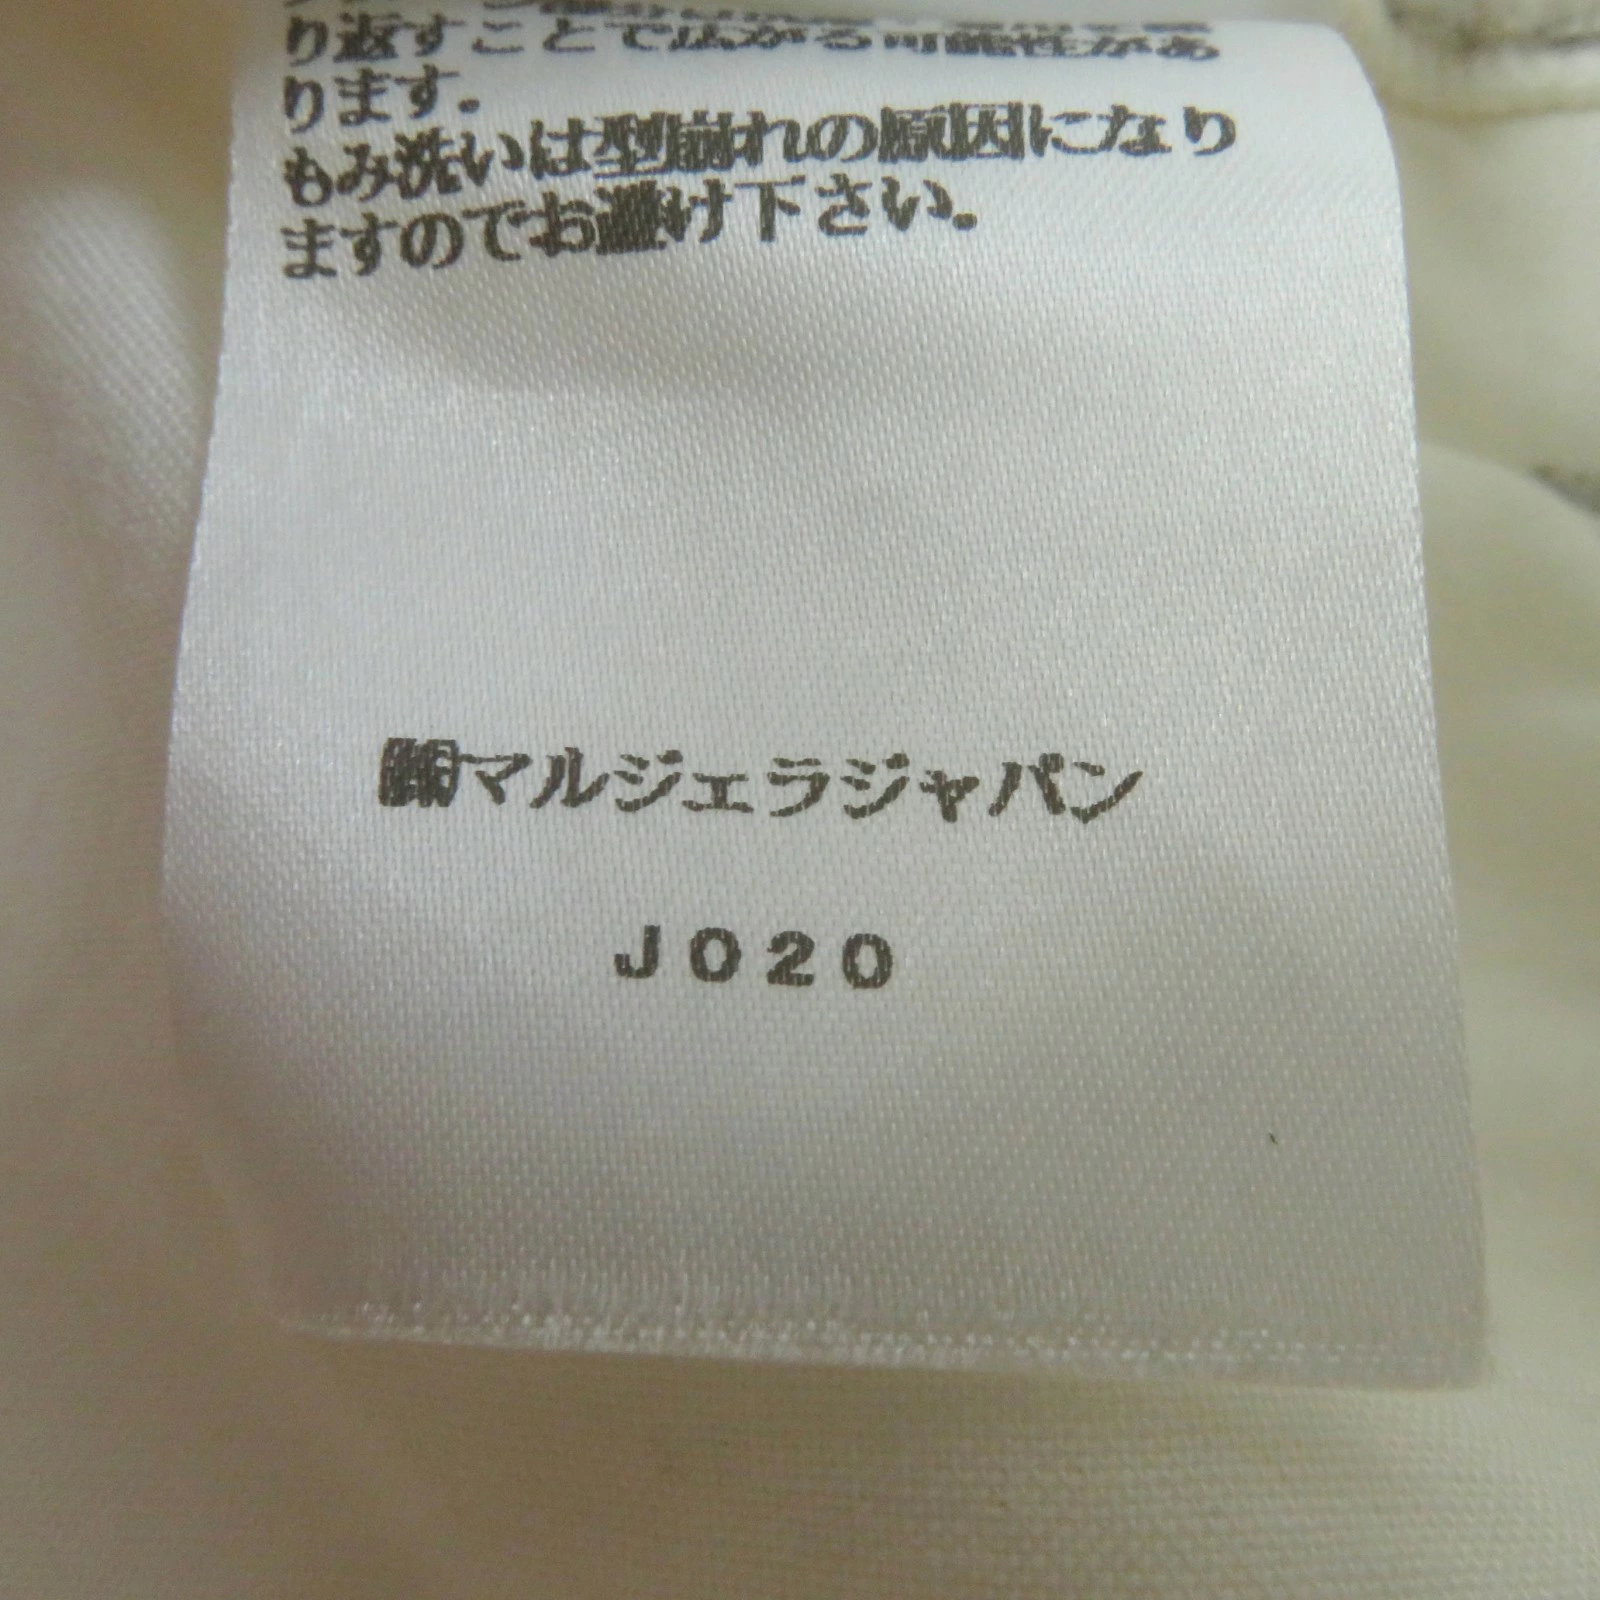 り返すことで広がる可能性があ
ります。
もみ洗いは型崩れの原因になり
ますのでお避け下さい。
㈱マルジェラジャパン
J020